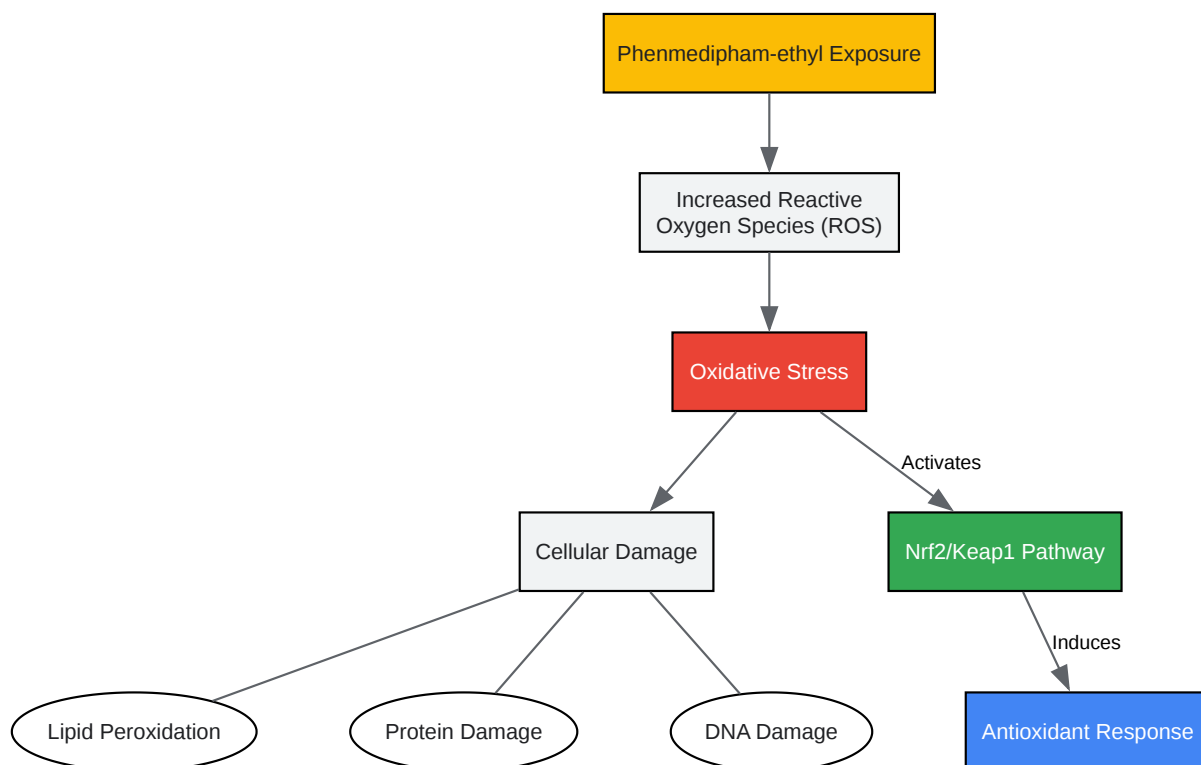 Phenmedipham-ethyl Exposure
Increased Reactive
Oxygen Species (ROS)
Oxidative Stress
Activates
Cellular Damage
Nrf2/Keap1 Pathway
Induces
Lipid Peroxidation
Protein Damage
DNA Damage
Antioxidant Response